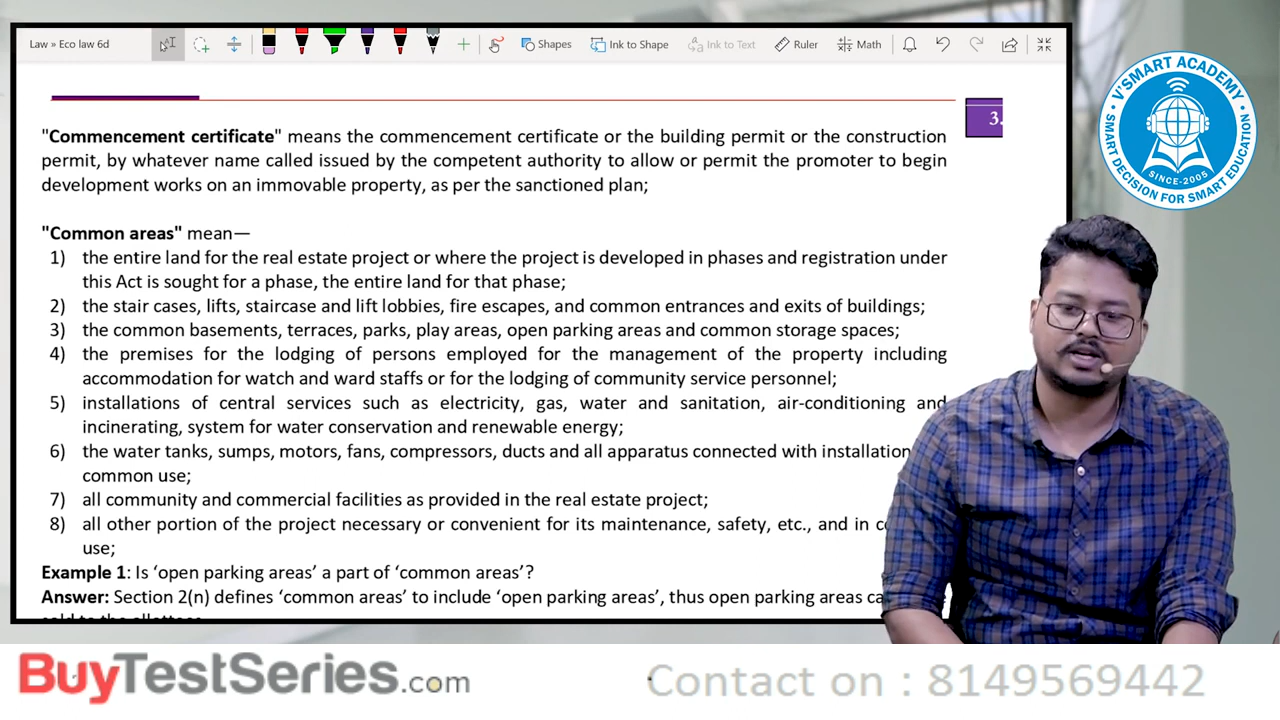 Law » Eco law 6d
Shapes
Ink to Shape
Ink to Text
Ruler
Math
3.
"Commencement certificate" means the commencement certificate or the building permit or the construction
permit, by whatever name called issued by the competent authority to allow or permit the promoter to begin
development works on an immovable property, as per the sanctioned plan;
"Common areas" mean—
1) the entire land for the real estate project or where the project is developed in phases and registration under
this Act is sought for a phase, the entire land for that phase;
2) the stair cases, lifts, staircase and lift lobbies, fire escapes, and common entrances and exits of buildings;
3) the common basements, terraces, parks, play areas, open parking areas and common storage spaces;
4) the premises for the lodging of persons employed for the management of the property including
accommodation for watch and ward staffs or for the lodging of community service personnel;
5) installations of central services such as electricity, gas, water and sanitation, air-conditioning and
incinerating, system for water conservation and renewable energy;
6) the water tanks, sumps, motors, fans, compressors, ducts and all apparatus connected with installation
common use;
7) all community and commercial facilities as provided in the real estate project;
8) all other portion of the project necessary or convenient for its maintenance, safety, etc., and in
use;
Example 1: Is ‘open parking areas’ a part of ‘common areas’?
Answer: Section 2(n) defines ‘common areas’ to include ‘open parking areas’, thus open parking areas
V'SMART ACADEMY
SINCE-2005
SMART DECISION FOR SMART EDUCATION
BuyTestSeries.com
Contact on : 8149569442